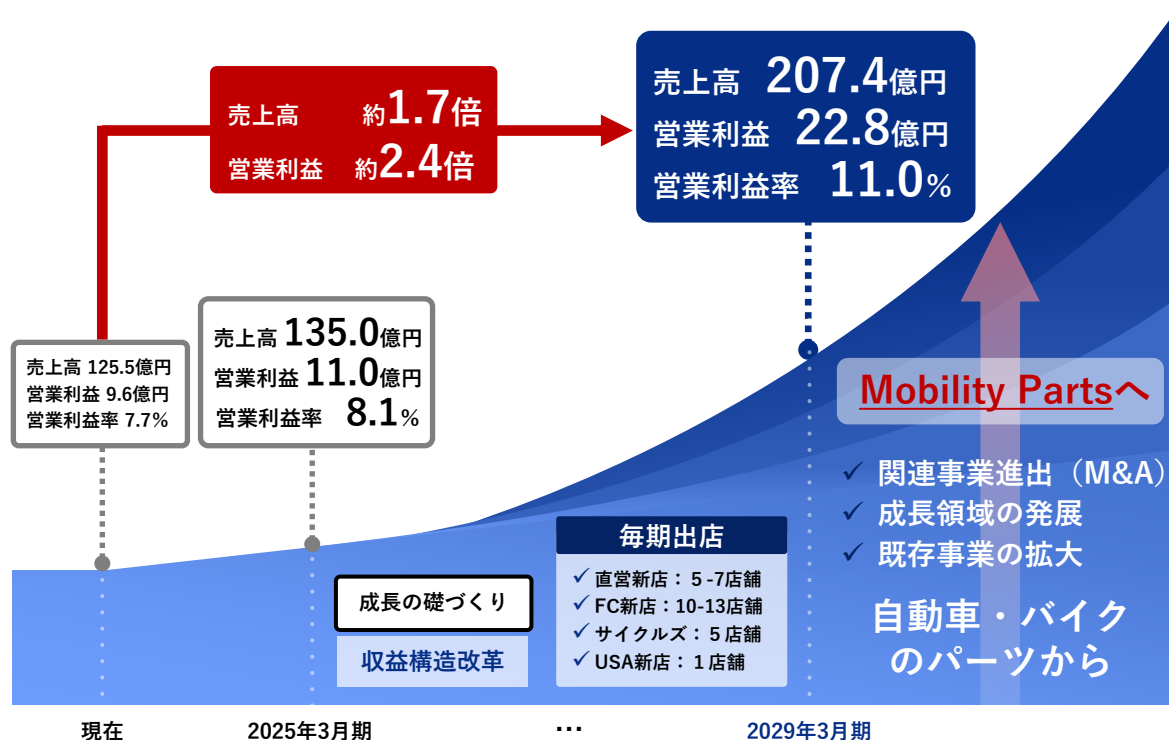 売上高 約1.7倍
営業利益 約2.4倍
売上高 207.4億円
営業利益 22.8億円
営業利益率 11.0%
売上高 125.5億円
営業利益 9.6億円
営業利益率 7.7%
売上高 135.0億円
営業利益 11.0億円
営業利益率 8.1%
Mobility Partsへ
✓ 関連事業進出（M&A）
✓ 成長領域の発展
✓ 既存事業の拡大
自動車・バイク
のパーツから
成長の礎づくり
収益構造改革
毎期出店
✓ 直営新店：５-7店舗
✓ FC新店：10-13店舗
✓ サイクルズ：５店舗
✓ USA新店：１店舗
現在 2025年3月期 … 2029年3月期